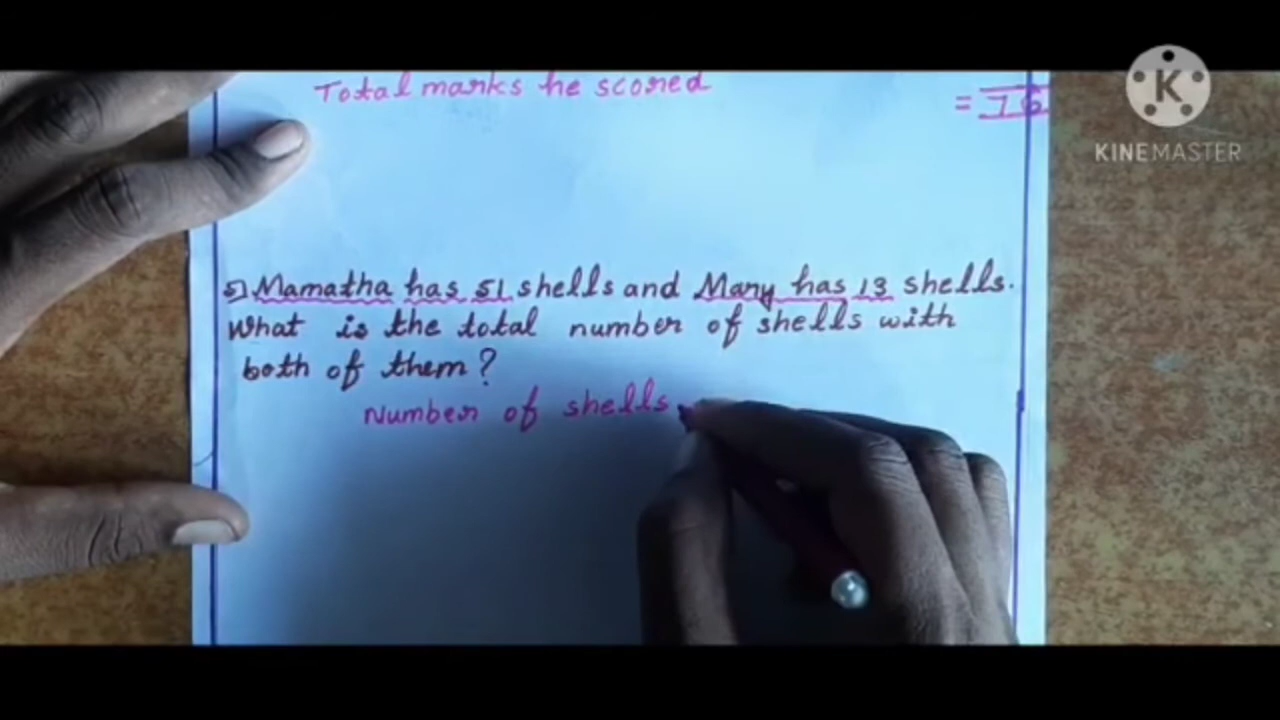 Total marks he scored
= 76
KINEMASTER
5) Mamatha has 51 shells and Mary has 13 shells.
What is the total number of shells with
both of them?
Number of shells